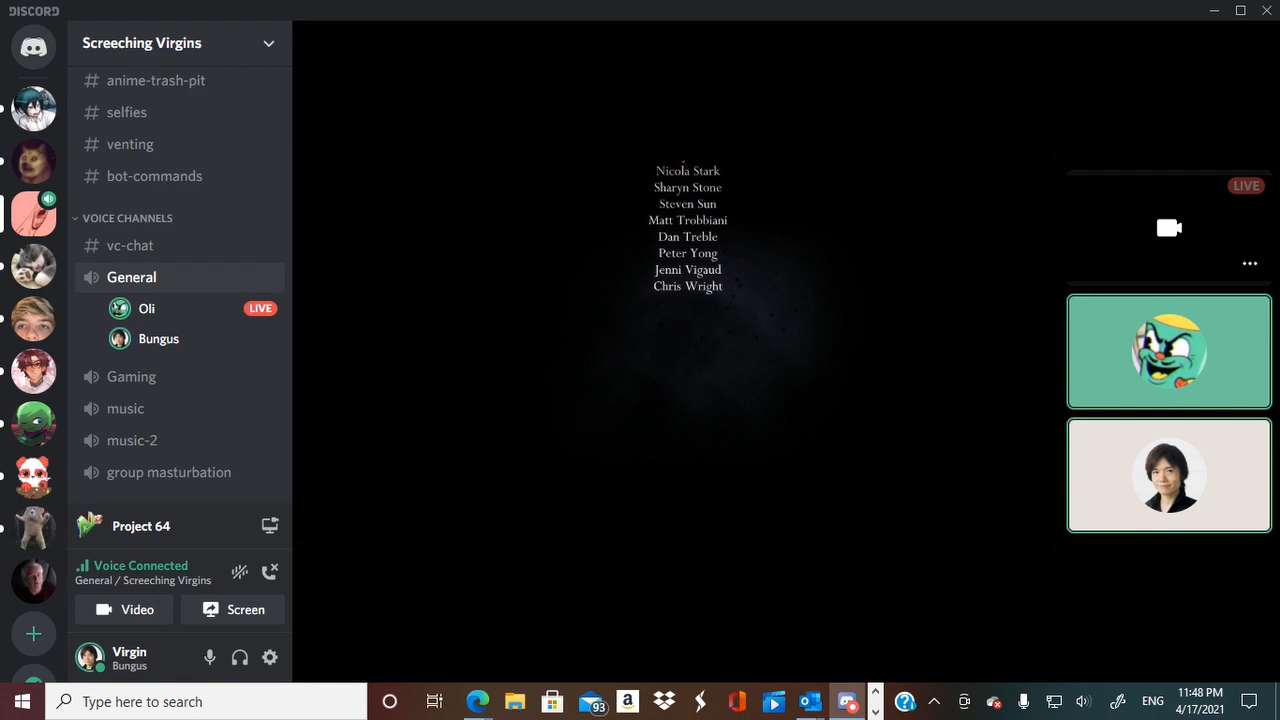 DISCORD
Screeching Virgins
anime-trash-pit
selfies
venting
bot-commands
VOICE CHANNELS
vc-chat
General
Oli
LIVE
Bungus
Gaming
music
music-2
group masturbation
Project 64
Voice Connected
General / Screeching Virgins
Video
Screen
Virgin
Bungus
Nicola Stark
Sharyn Stone
Steven Sun
Matt Trobbiani
Dan Treble
Peter Yong
Jenni Vigaud
Chris Wright
LIVE
Type here to search
93
ENG
11:48 PM
4/17/2021